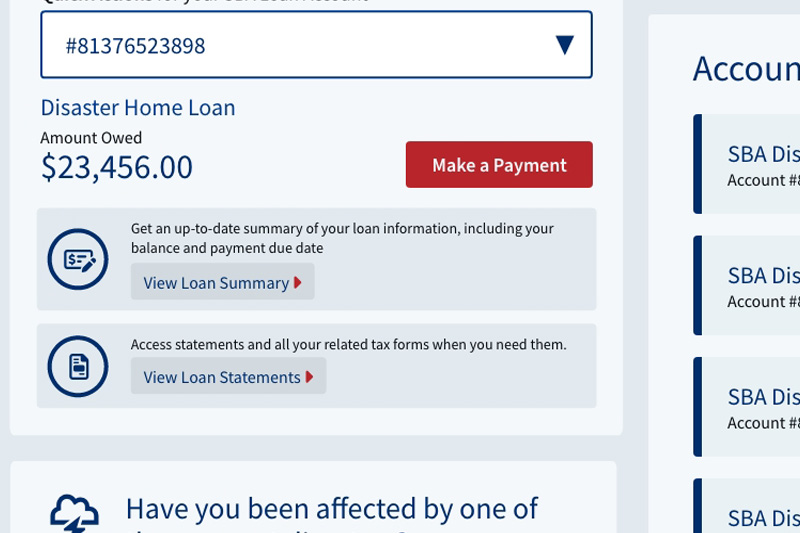 #81376523898
Disaster Home Loan
Amount Owed
$23,456.00
Make a Payment
Get an up-to-date summary of your loan information, including your
balance and payment due date
View Loan Summary
Access statements and all your related tax forms when you need them.
View Loan Statements
Have you been affected by one of
Accoun
SBA Dis
Account #8
SBA Dis
Account #8
SBA Dis
Account #8
SBA Dis